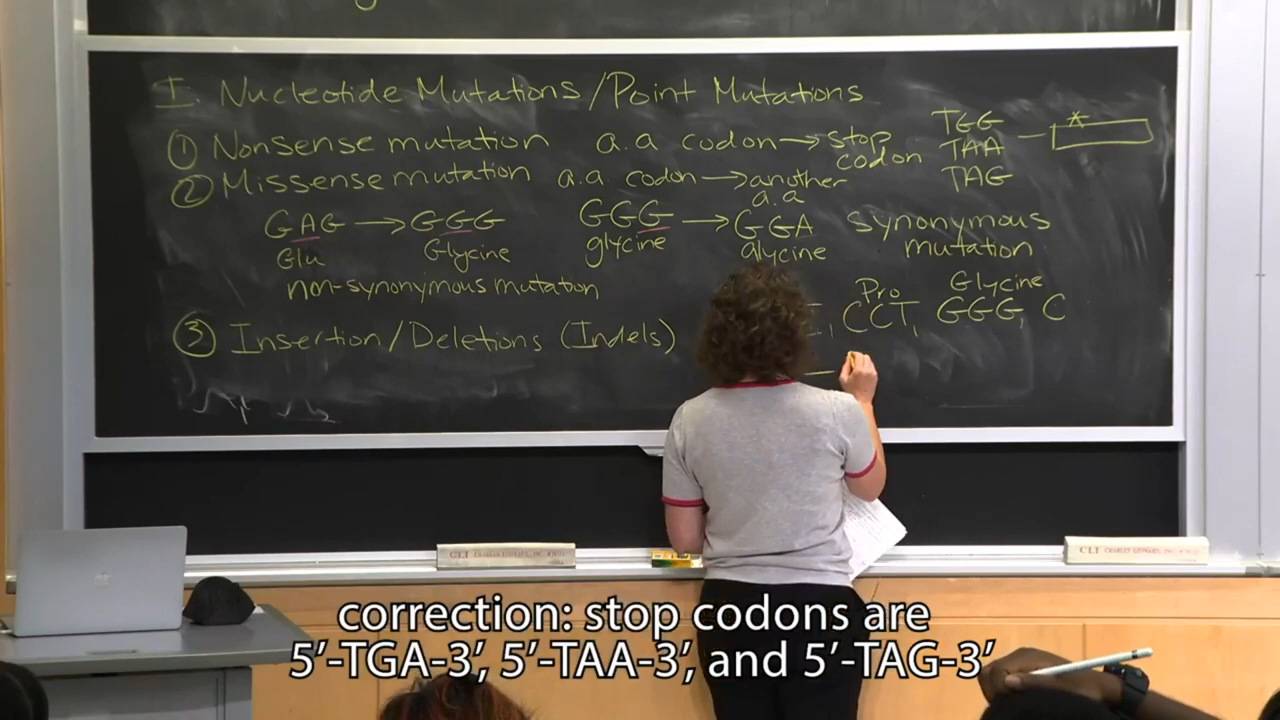 I. Nucleotide Mutations/Point Mutations
① Nonsense mutation a.a codon → stop codon TGG TAA TAG *
② Missense mutation a.a. codon → another a.a
GAG → GGG GGG → GGA synonymous mutation
Glu Glycine glycine glycine
non-synonymous mutation
Pro Glycine
③ Insertion/Deletions (Indels) CCT, GGG, C
CLI
CLI
correction: stop codons are
5’-TGA-3’, 5’-TAA-3’, and 5’-TAG-3’